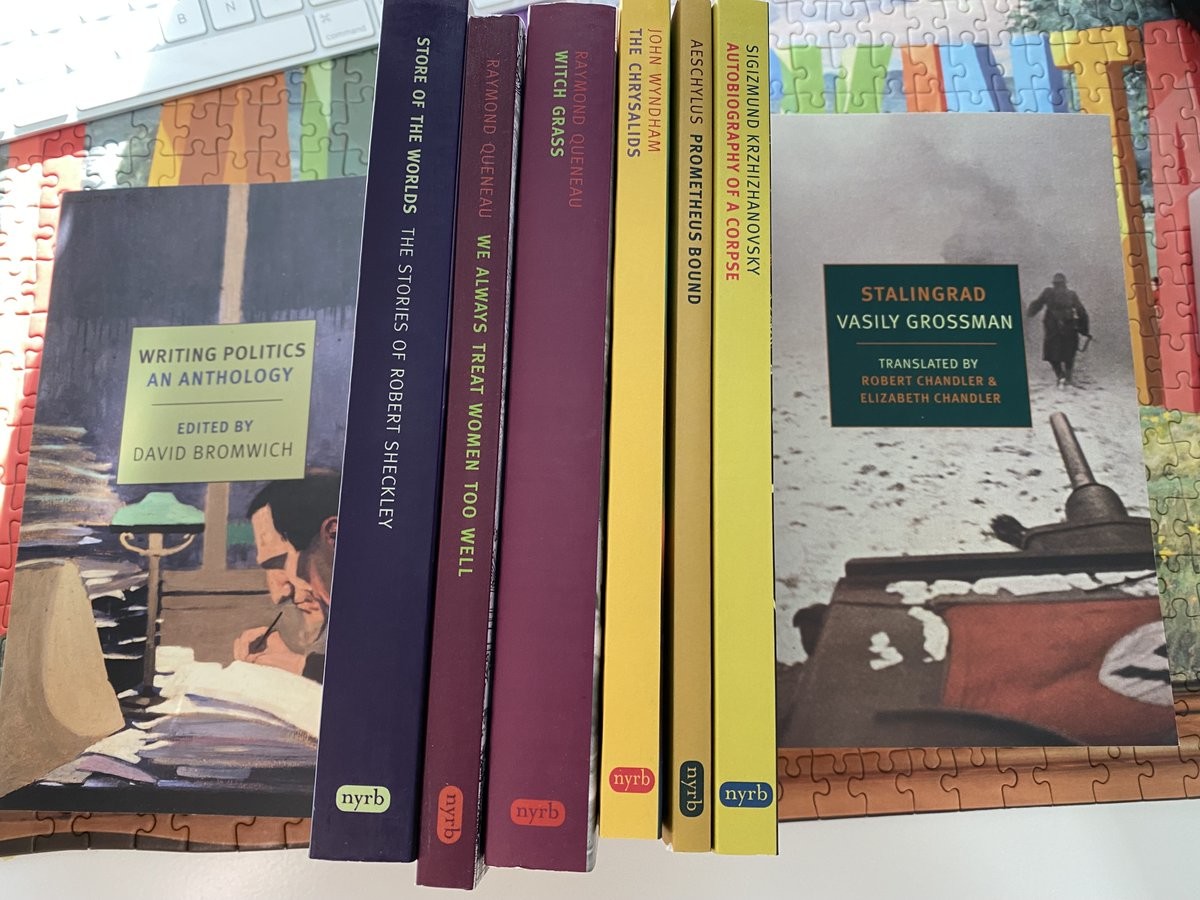 B
N
command
WRITING POLITICS
AN ANTHOLOGY
EDITED BY
DAVID BROMWICH
STORE OF THE WORLDS THE STORIES OF ROBERT SHECKLEY
nyrb
RAYMOND QUENEAU WE ALWAYS TREAT WOMEN TOO WELL
nyrb
RAYMOND QUENEAU
WITCH GRASS
nyrb
JOHN WYNDHAM
THE CHRYSALIDS
nyrb
AESCHYLUS PROMETHEUS BOUND
nyrb
SIGIZMUND KRZHIZHANOVSKY
AUTOBIOGRAPHY OF A CORPSE
nyrb
STALINGRAD
VASILY GROSSMAN
TRANSLATED BY
ROBERT CHANDLER &
ELIZABETH CHANDLER